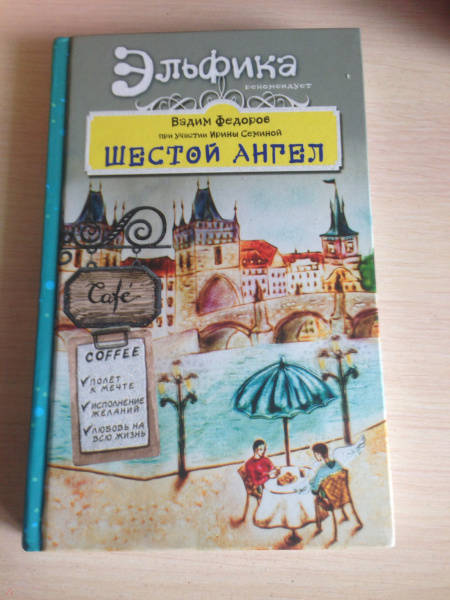 Эльфика
рекомендует
Вадим Федоров
при участии Ирины Семиной
ШЕСТОЙ АНГЕЛ
Café
COFFEE
ПОЛЁТ
К МЕЧТЕ
ИСПОЛНЕНИЕ
ЖЕЛАНИЙ
ЛЮБОВЬ НА
ВСЮ ЖИЗНЬ